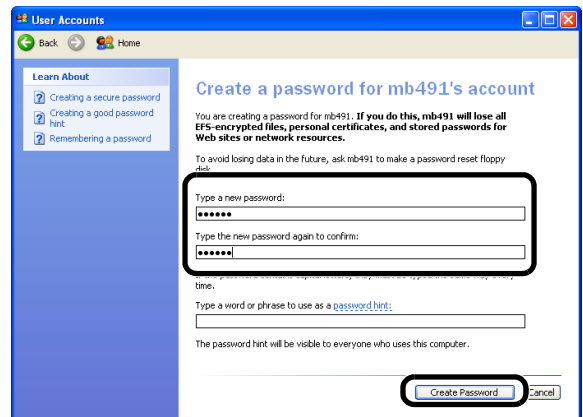 User Accounts
Back Home
Learn About
Creating a secure password
Creating a good password
hint
Remembering a password
Create a password for mb491's account
You are creating a password for mb491. If you do this, mb491 will lose all
EFS-encrypted files, personal certificates, and stored passwords for
Web sites or network resources.
To avoid losing data in the future, ask mb491 to make a password reset floppy
disk.
Type a new password:
●●●●●●
Type the new password again to confirm:
●●●●●●
time.
Type a word or phrase to use as a password hint:
The password hint will be visible to everyone who uses this computer.
Create Password Cancel